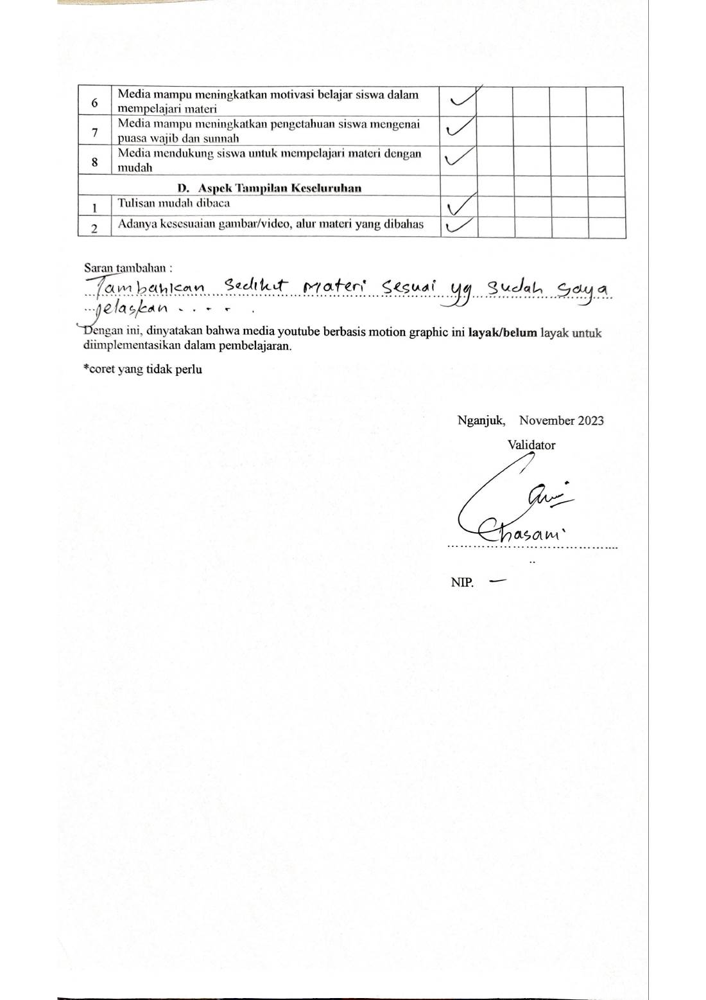 6 Media mampu meningkatkan motivasi belajar siswa dalam
mempelajari materi
7 Media mampu meningkatkan pengetahuan siswa mengenai
puasa wajib dan sunnah
8 Media mendukung siswa untuk mempelajari materi dengan
mudah
D. Aspek Tampilan Keseluruhan
1 Tulisan mudah dibaca
2 Adanya kesesuaian gambar/video, alur materi yang dibahas
Saran tambahan :
Tambahkan sedikit materi sesuai yg sudah saya
jelaskan . . . . .
Dengan ini, dinyatakan bahwa media youtube berbasis motion graphic ini layak/belum layak untuk
diimplementasikan dalam pembelajaran.
*coret yang tidak perlu
Nganjuk, November 2023
Validator
Chasani
NIP. —